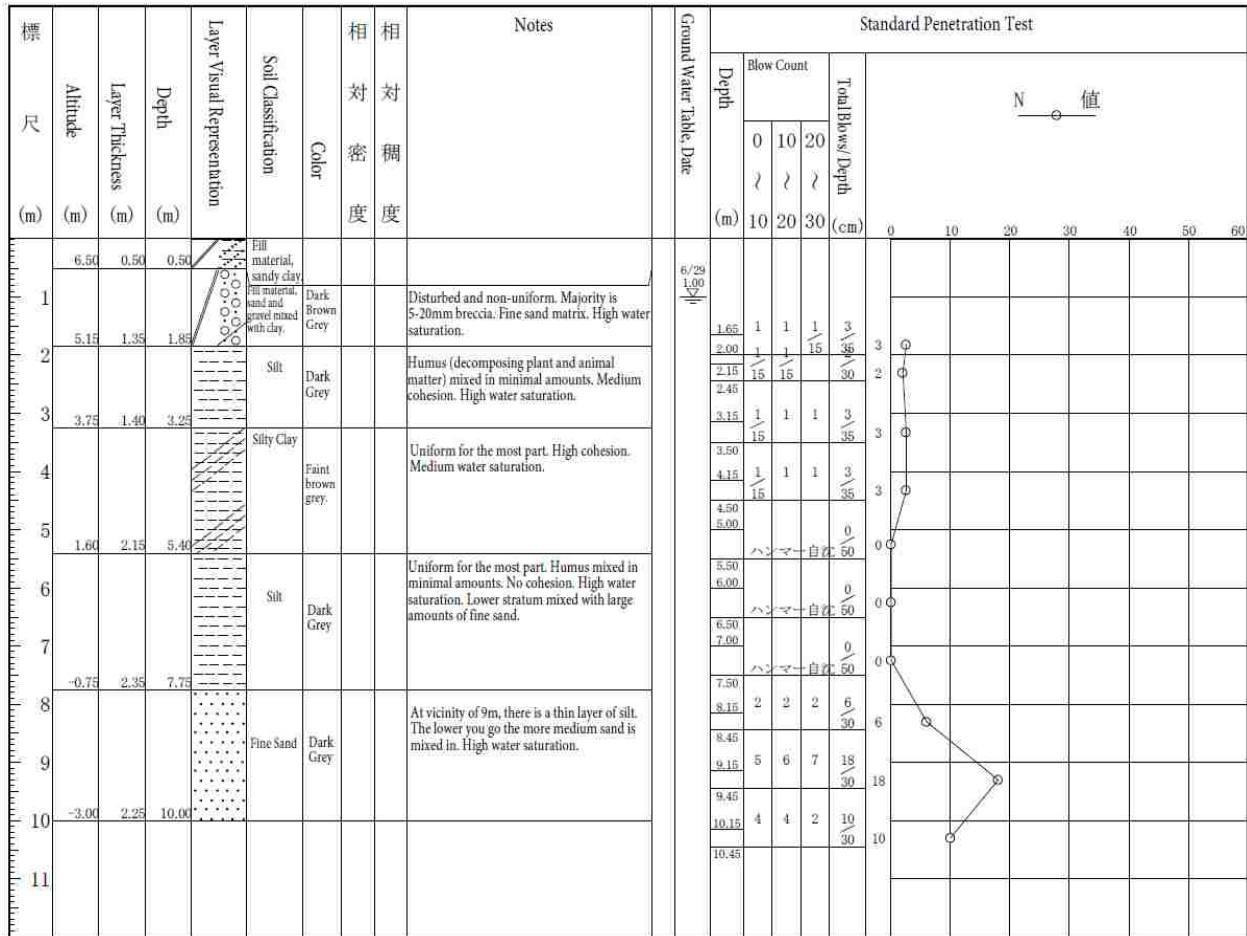 標尺
(m)
Altitude
(m)
Layer Thickness
(m)
Depth
(m)
Layer Visual Representation
Soil Classification
Color
相対密度
相対稠度
Notes
Ground Water Table, Date
Standard Penetration Test
Depth
(m)
Blow Count
0 10 20
~ ~ ~
10 20 30
Total Blows/ Depth
(cm)
N 値
0 10 20 30 40 50 60
6.50 0.50 0.50
Fill
material,
sandy clay,
1
5.15 1.35 1.85
Fill material,
sand and
gravel mixed
with clay.
Dark
Brown
Grey
Disturbed and non-uniform. Majority is
5-20mm breccia. Fine sand matrix. High water
saturation.
6/29
1.00
2
3.75 1.40 3.25
Silt
Dark
Grey
Humus (decomposing plant and animal
matter) mixed in minimal amounts. Medium
cohesion. High water saturation.
3
4
5
1.60 2.15 5.40
Silty Clay
Faint
brown
grey.
Uniform for the most part. High cohesion.
Medium water saturation.
6
7
-0.75 2.35 7.75
Silt
Dark
Grey
Uniform for the most part. Humus mixed in
minimal amounts. No cohesion. High water
saturation. Lower stratum mixed with large
amounts of fine sand.
8
9
10
-3.00 2.25 10.00
Fine Sand
Dark
Grey
At vicinity of 9m, there is a thin layer of silt.
The lower you go the more medium sand is
mixed in. High water saturation.
11
1.65 1 1 1/15 3/35 3
2.00
2.15 1/15 1/15 /30 2
2.45
3.15 1/15 1 1 3/35 3
3.50
4.15 1/15 1 1 3/35 3
4.50
5.00 ハンマー自沈 0/50 0
5.50
6.00 ハンマー自沈 0/50 0
6.50
7.00 ハンマー自沈 0/50 0
7.50
8.15 2 2 2 6/30 6
8.45
9.15 5 6 7 18/30 18
9.45
10.15 4 4 2 10/30 10
10.45